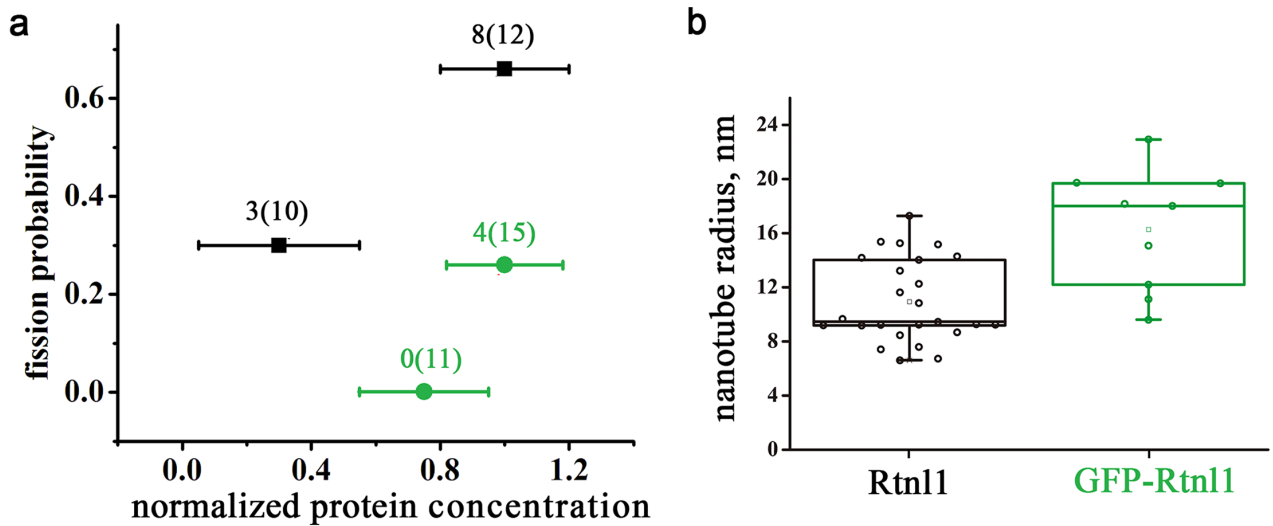 a
8(12)
3(10)
4(15)
0(11)
0.6
0.4
0.2
0.0
fission probability
0.0 0.4 0.8 1.2
normalized protein concentration
b
24
20
16
12
8
4
0
nanotube radius, nm
Rtnl1 GFP-Rtnl1